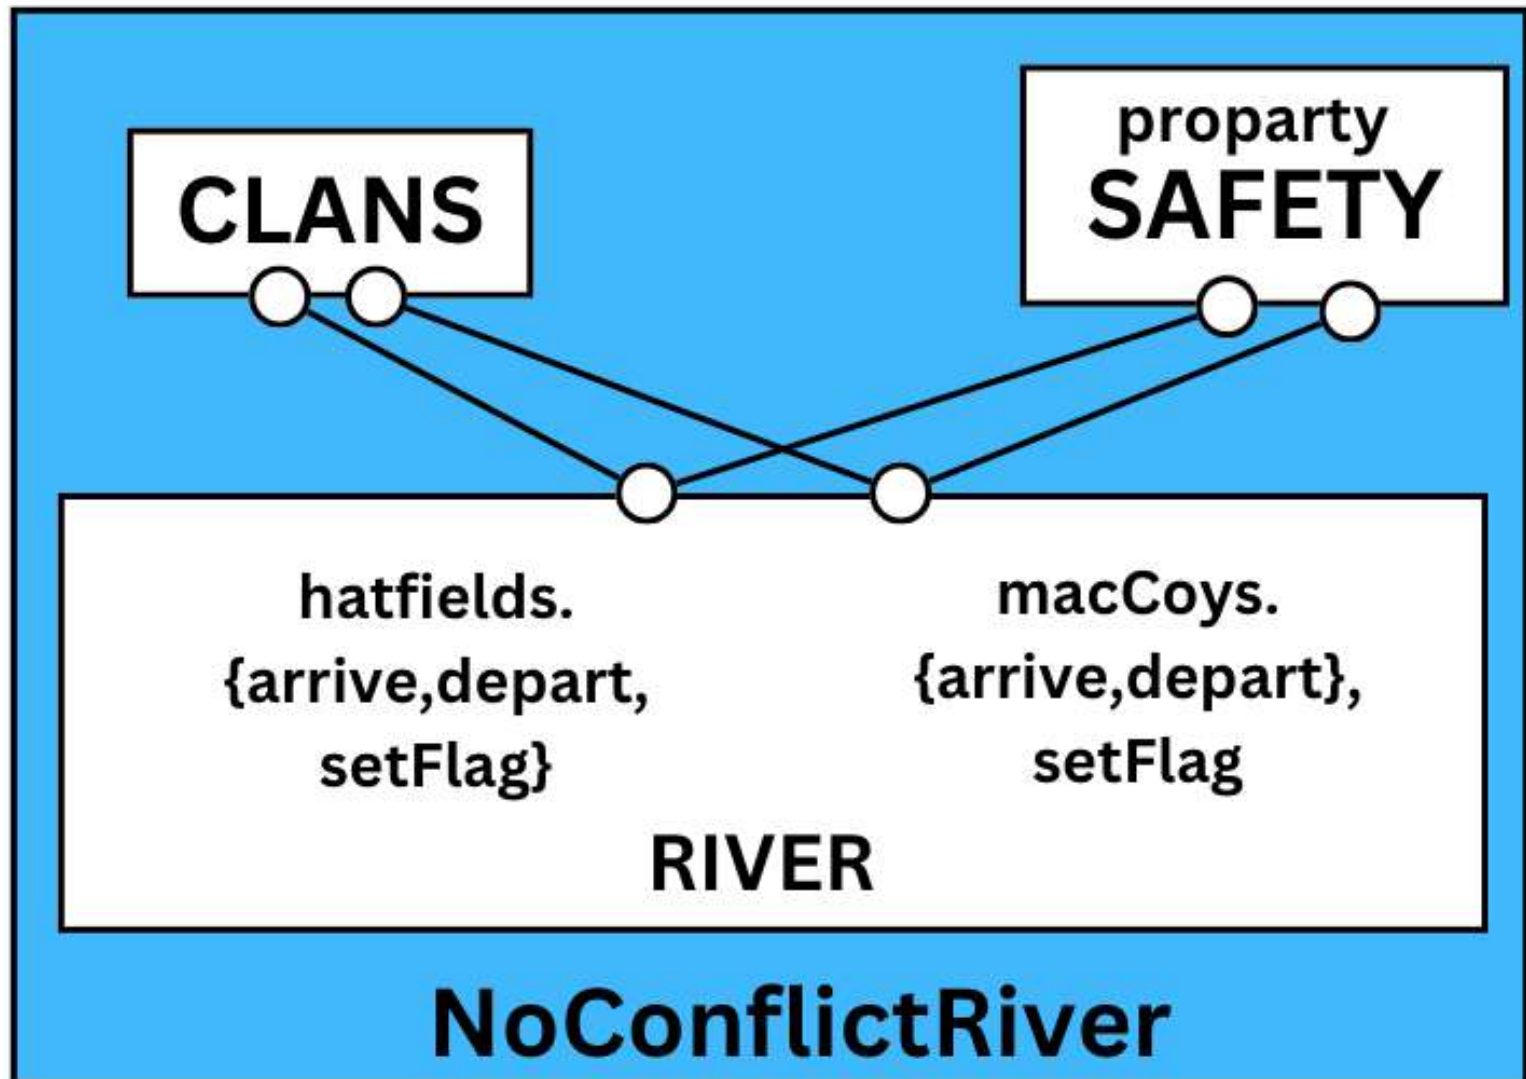 CLANS
proparty
SAFETY
hatfields.
{arrive,depart,
setFlag}
macCoys.
{arrive,depart},
setFlag
RIVER
NoConflictRiver